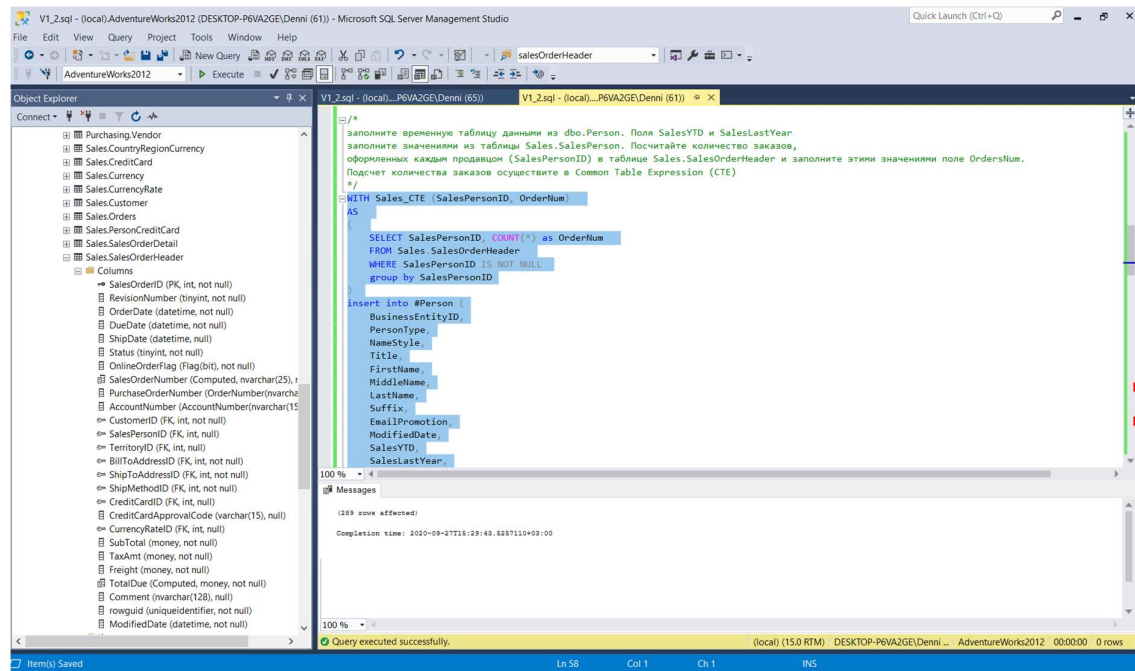 V1_2.sql - (local).AdventureWorks2012 (DESKTOP-P6VA2GE\Denni (61)) - Microsoft SQL Server Management Studio
Quick Launch (Ctrl+Q)
File Edit View Query Project Tools Window Help
New Query
salesOrderHeader
AdventureWorks2012
Execute
Object Explorer
Connect
Purchasing.Vendor
Sales.CountryRegionCurrency
Sales.CreditCard
Sales.Currency
Sales.CurrencyRate
Sales.Customer
Sales.Orders
Sales.PersonCreditCard
Sales.SalesOrderDetail
Sales.SalesOrderHeader
Columns
SalesOrderID (PK, int, not null)
RevisionNumber (tinyint, not null)
OrderDate (datetime, not null)
DueDate (datetime, not null)
ShipDate (datetime, null)
Status (tinyint, not null)
OnlineOrderFlag (Flag(bit), not null)
SalesOrderNumber (Computed, nvarchar(25), r
PurchaseOrderNumber (OrderNumber(nvarcha
AccountNumber (AccountNumber(nvarchar(15
CustomerID (FK, int, not null)
SalesPersonID (FK, int, null)
TerritoryID (FK, int, null)
BillToAddressID (FK, int, not null)
ShipToAddressID (FK, int, not null)
ShipMethodID (FK, int, not null)
CreditCardID (FK, int, null)
CreditCardApprovalCode (varchar(15), null)
CurrencyRateID (FK, int, null)
SubTotal (money, not null)
TaxAmt (money, not null)
Freight (money, not null)
TotalDue (Computed, money, not null)
Comment (nvarchar(128), null)
rowguid (uniqueidentifier, not null)
ModifiedDate (datetime, not null)
V1_2.sql - (local)....P6VA2GE\Denni (65))
V1_2.sql - (local)....P6VA2GE\Denni (61))
/*
заполните временную таблицу данными из dbo.Person. Поля SalesYTD и SalesLastYear
заполните значениями из таблицы Sales.SalesPerson. Посчитайте количество заказов,
оформленных каждым продавцом (SalesPersonID) в таблице Sales.SalesOrderHeader и заполните этими значениями поле OrdersNum.
Подсчет количества заказов осуществите в Common Table Expression (CTE)
*/
WITH Sales_CTE (SalesPersonID, OrderNum)
AS
(
SELECT SalesPersonID, COUNT(*) as OrderNum
FROM Sales.SalesOrderHeader
WHERE SalesPersonID IS NOT NULL
group by SalesPersonID
)
insert into #Person (
BusinessEntityID,
PersonType,
NameStyle,
Title,
FirstName,
MiddleName,
LastName,
Suffix,
EmailPromotion,
ModifiedDate,
SalesYTD,
SalesLastYear,
100 %
Messages
(289 rows affected)
Completion time: 2020-09-27T15:29:43.5257110+03:00
100 %
Query executed successfully.
(local) (15.0 RTM) DESKTOP-P6VA2GE\Denni ... AdventureWorks2012 00:00:00 0 rows
Item(s) Saved
Ln 58 Col 1 Ch 1 INS